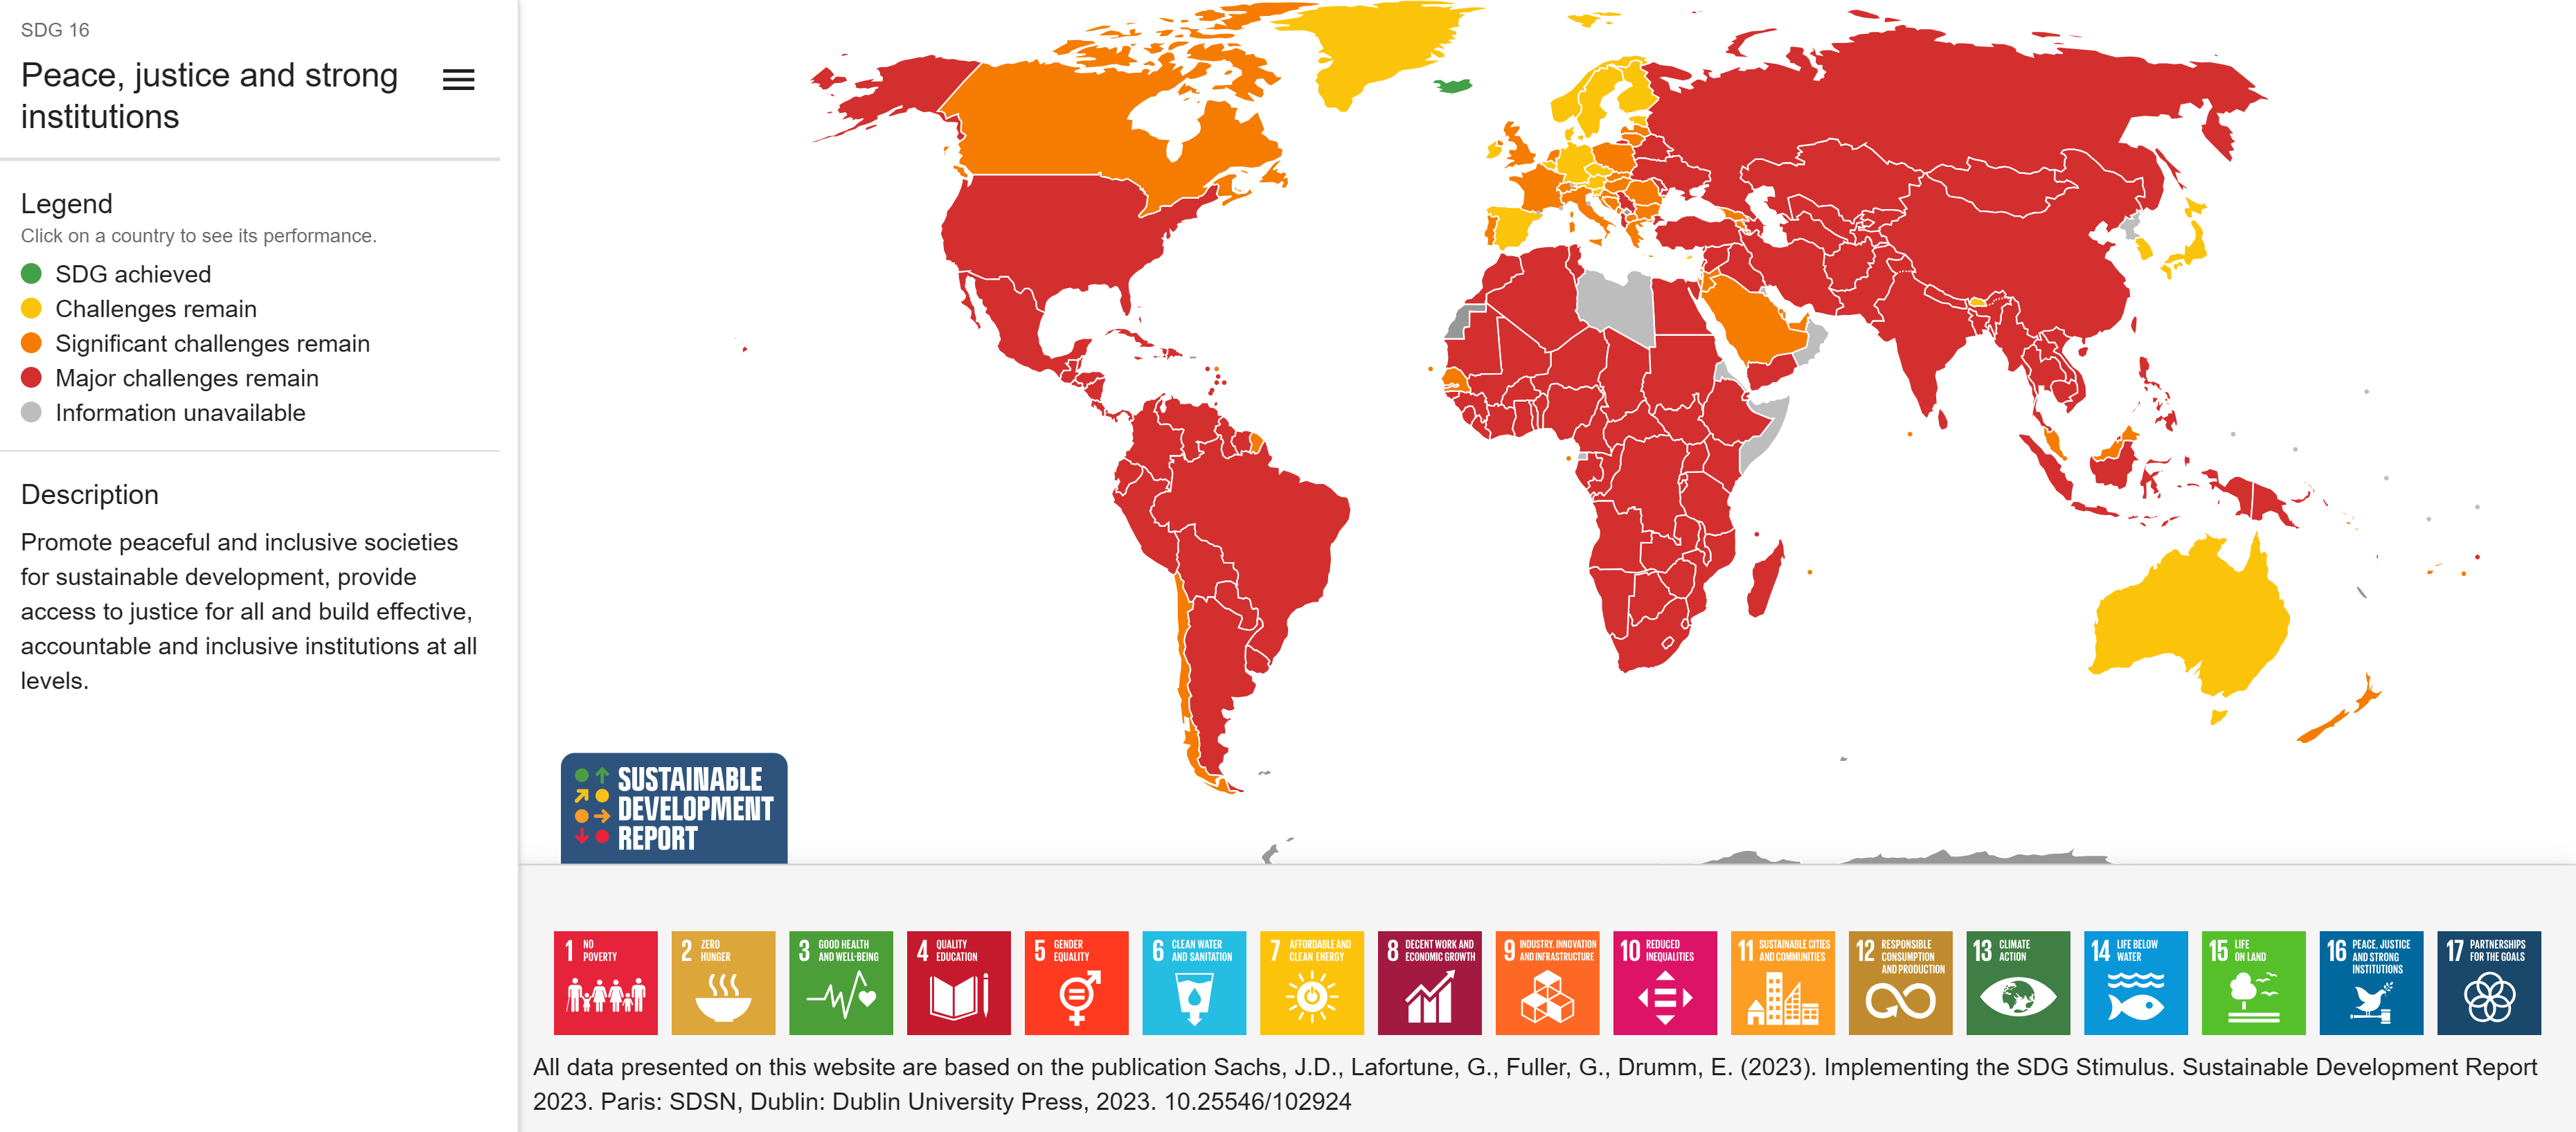 SDG 16
Peace, justice and strong
institutions
Legend
Click on a country to see its performance.
SDG achieved
Challenges remain
Significant challenges remain
Major challenges remain
Information unavailable
Description
Promote peaceful and inclusive societies
for sustainable development, provide
access to justice for all and build effective,
accountable and inclusive institutions at all
levels.
SUSTAINABLE
DEVELOPMENT
REPORT
1 NO
POVERTY
2 ZERO
HUNGER
3 GOOD HEALTH
AND WELL-BEING
4 QUALITY
EDUCATION
5 GENDER
EQUALITY
6 CLEAN WATER
AND SANITATION
7 AFFORDABLE AND
CLEAN ENERGY
8 DECENT WORK AND
ECONOMIC GROWTH
9 INDUSTRY, INNOVATION
AND INFRASTRUCTURE
10 REDUCED
INEQUALITIES
11 SUSTAINABLE CITIES
AND COMMUNITIES
12 RESPONSIBLE
CONSUMPTION
AND PRODUCTION
13 CLIMATE
ACTION
14 LIFE BELOW
WATER
15 LIFE
ON LAND
16 PEACE, JUSTICE
AND STRONG
INSTITUTIONS
17 PARTNERSHIPS
FOR THE GOALS
All data presented on this website are based on the publication Sachs, J.D., Lafortune, G., Fuller, G., Drumm, E. (2023). Implementing the SDG Stimulus. Sustainable Development Report
2023. Paris: SDSN, Dublin: Dublin University Press, 2023. 10.25546/102924